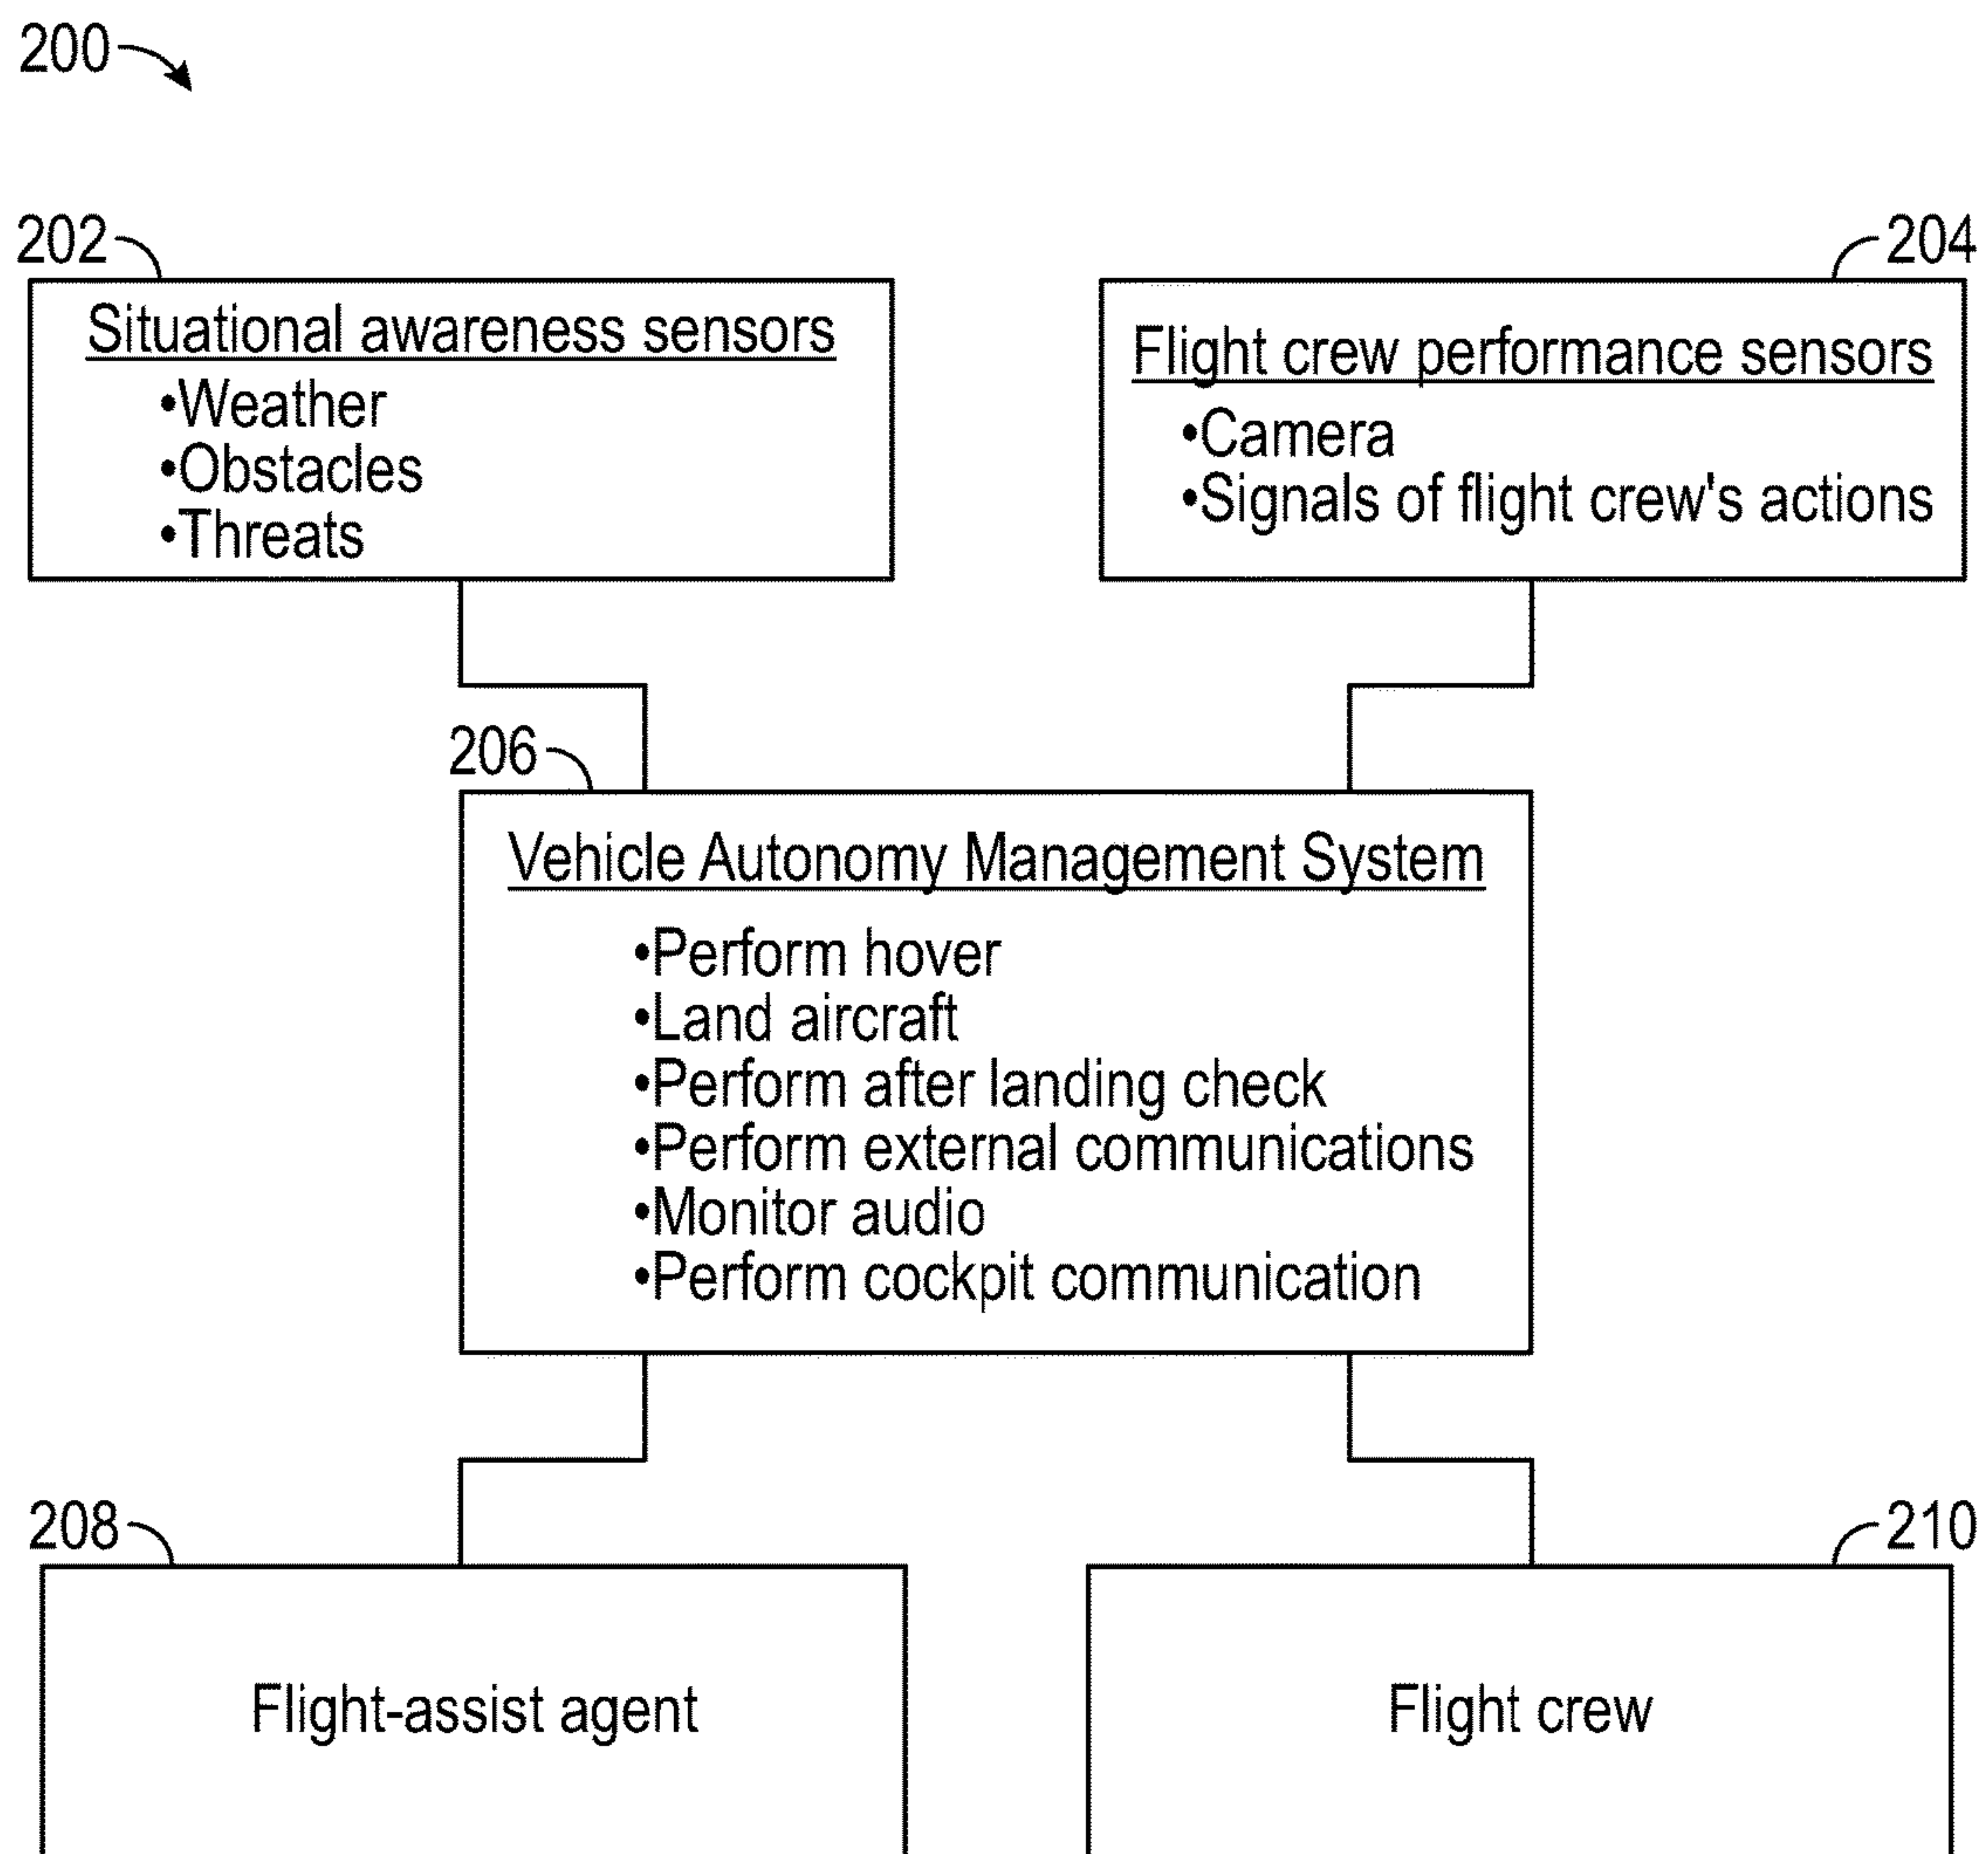 200
202
204
Situational awareness sensors
•Weather
•Obstacles
•Threats
Flight crew performance sensors
•Camera
•Signals of flight crew's actions
206
Vehicle Autonomy Management System
•Perform hover
•Land aircraft
•Perform after landing check
•Perform external communications
•Monitor audio
•Perform cockpit communication
208
210
Flight-assist agent
Flight crew